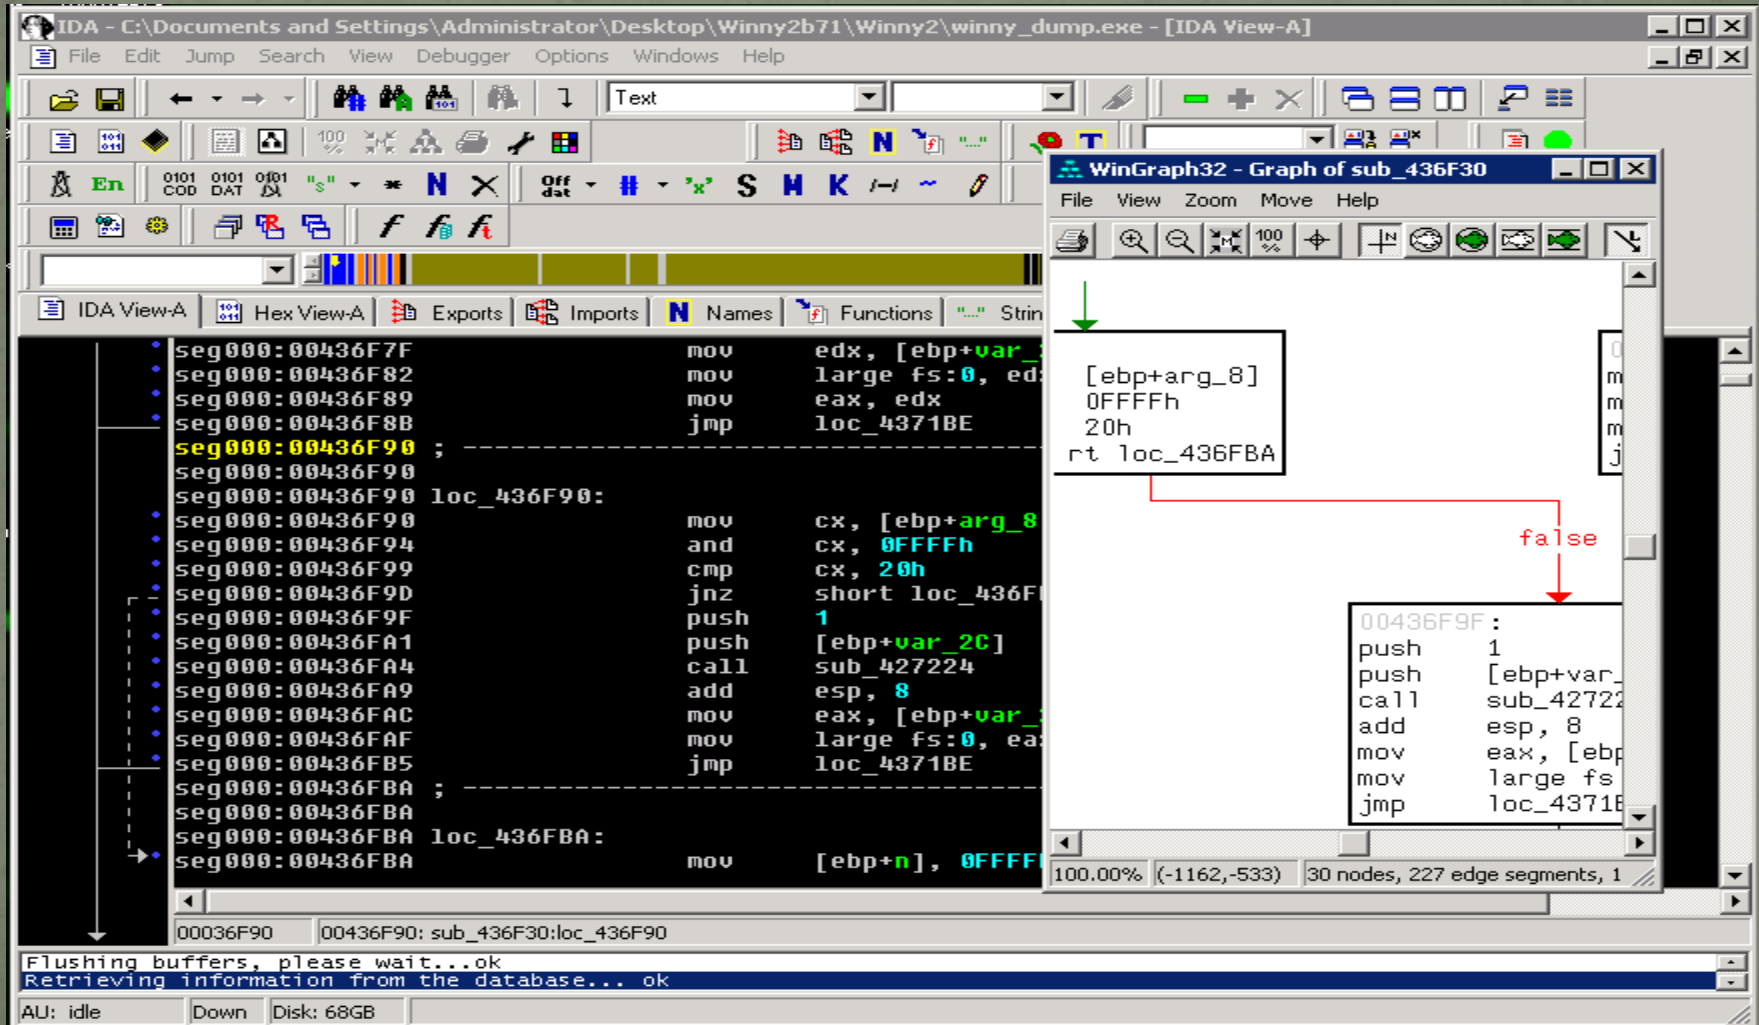 IDA - C:\Documents and Settings\Administrator\Desktop\Winny2b71\Winny2\winny_dump.exe - [IDA View-A]
File Edit Jump Search View Debugger Options Windows Help
Text
En
0101 COD 0101 DAT "s" N Off dat # 'x' S M K
f
IDA View-A Hex View-A Exports Imports N Names Functions "..." Strin
seg000:00436F7F mov edx, [ebp+var_
seg000:00436F82 mov large fs:0, ed
seg000:00436F89 mov eax, edx
seg000:00436F8B jmp loc_4371BE
seg000:00436F90 ; ---------------------------------------
seg000:00436F90
seg000:00436F90 loc_436F90:
seg000:00436F90 mov cx, [ebp+arg_8
seg000:00436F94 and cx, 0FFFFh
seg000:00436F99 cmp cx, 20h
seg000:00436F9D jnz short loc_436F
seg000:00436F9F push 1
seg000:00436FA1 push [ebp+var_2C]
seg000:00436FA4 call sub_427224
seg000:00436FA9 add esp, 8
seg000:00436FAC mov eax, [ebp+var_
seg000:00436FAF mov large fs:0, ea
seg000:00436FB5 jmp loc_4371BE
seg000:00436FBA ; ---------------------------------------
seg000:00436FBA
seg000:00436FBA loc_436FBA:
seg000:00436FBA mov [ebp+n], 0FFFF
00036F90 00436F90: sub_436F30:loc_436F90
Flushing buffers, please wait...ok
Retrieving information from the database... ok
AU: idle Down Disk: 68GB
WinGraph32 - Graph of sub_436F30
File View Zoom Move Help
100 %
[ebp+arg_8]
0FFFFh
20h
rt loc_436FBA
false
00436F9F:
push 1
push [ebp+var_
call sub_42722
add esp, 8
mov eax, [ebp
mov large fs
jmp loc_4371
100.00% (-1162,-533) 30 nodes, 227 edge segments, 1